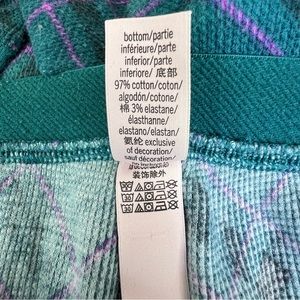 bottom/partie
inférieure/parte
inferior/parte
inferiore/ 底部
97% cotton/coton/
algodón/cotone/
棉 3% elastane/
élasthanne/
elastano/elastan/
氨纶 exclusive
of decoration/
sauf décoration/
装饰除外